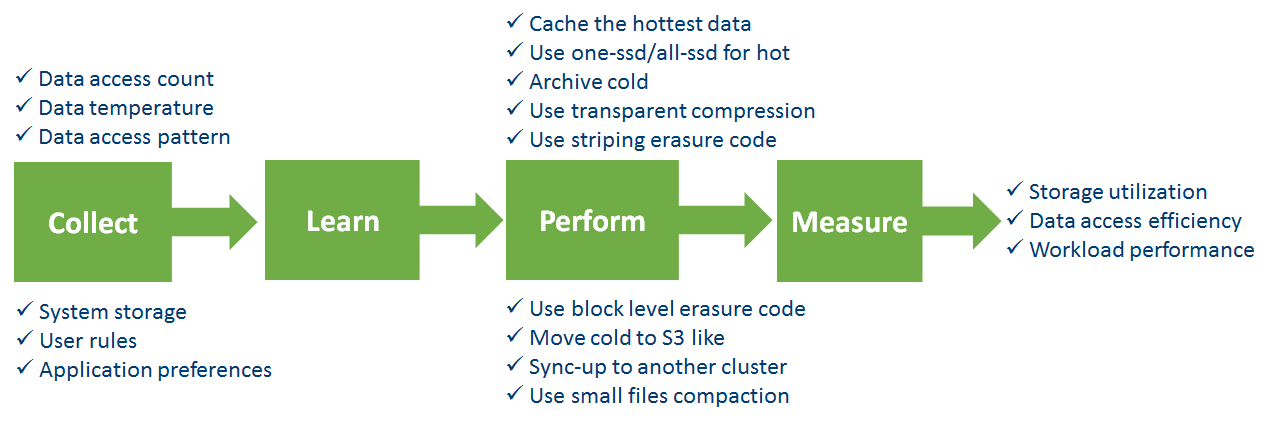 ✓ Cache the hottest data
✓ Use one-ssd/all-ssd for hot
✓ Archive cold
✓ Use transparent compression
✓ Use striping erasure code
✓ Data access count
✓ Data temperature
✓ Data access pattern
Collect
Learn
Perform
Measure
✓ Storage utilization
✓ Data access efficiency
✓ Workload performance
✓ System storage
✓ User rules
✓ Application preferences
✓ Use block level erasure code
✓ Move cold to S3 like
✓ Sync-up to another cluster
✓ Use small files compaction